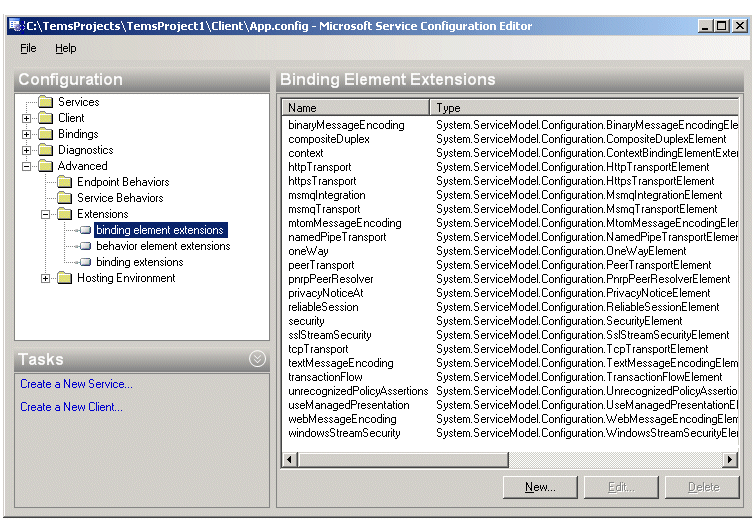 C:\TemsProjects\TemsProject1\Client\App.config - Microsoft Service Configuration Editor
File Help
Configuration
Services
Client
Bindings
Diagnostics
Advanced
Endpoint Behaviors
Service Behaviors
Extensions
binding element extensions
behavior element extensions
binding extensions
Hosting Environment
Tasks
Create a New Service...
Create a New Client...
Binding Element Extensions
Name Type
binaryMessageEncoding System.ServiceModel.Configuration.BinaryMessageEncodingEle
compositeDuplex System.ServiceModel.Configuration.CompositeDuplexElement
context System.ServiceModel.Configuration.ContextBindingElementExter
httpTransport System.ServiceModel.Configuration.HttpTransportElement
httpsTransport System.ServiceModel.Configuration.HttpsTransportElement
msmqIntegration System.ServiceModel.Configuration.MsmqIntegrationElement
msmqTransport System.ServiceModel.Configuration.MsmqTransportElement
mtomMessageEncoding System.ServiceModel.Configuration.MtomMessageEncodingEler
namedPipeTransport System.ServiceModel.Configuration.NamedPipeTransportElemer
oneWay System.ServiceModel.Configuration.OneWayElement
peerTransport System.ServiceModel.Configuration.PeerTransportElement
pnrpPeerResolver System.ServiceModel.Configuration.PnrpPeerResolverElement
privacyNoticeAt System.ServiceModel.Configuration.PrivacyNoticeElement
reliableSession System.ServiceModel.Configuration.ReliableSessionElement
security System.ServiceModel.Configuration.SecurityElement
sslStreamSecurity System.ServiceModel.Configuration.SslStreamSecurityElement
tcpTransport System.ServiceModel.Configuration.TcpTransportElement
textMessageEncoding System.ServiceModel.Configuration.TextMessageEncodingElem
transactionFlow System.ServiceModel.Configuration.TransactionFlowElement
unrecognizedPolicyAssertions System.ServiceModel.Configuration.UnrecognizedPolicyAssertio
useManagedPresentation System.ServiceModel.Configuration.UseManagedPresentationEl
webMessageEncoding System.ServiceModel.Configuration.WebMessageEncodingElem
windowsStreamSecurity System.ServiceModel.Configuration.WindowsStreamSecurityEler
New... Edit... Delete